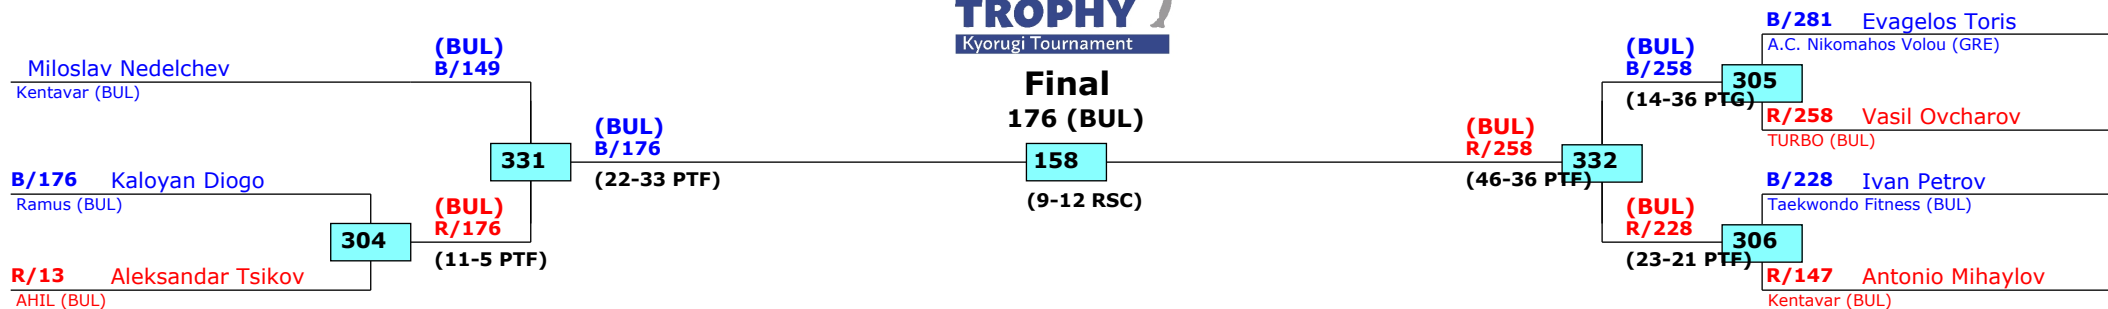 TROPHY
Kyorugi Tournament
Final
176 (BUL)
158
(9-12 RSC)
Miloslav Nedelchev
Kentavar (BUL)
(BUL)
B/149
331
(BUL)
B/176
(22-33 PTF)
B/176 Kaloyan Diogo
Ramus (BUL)
304
(BUL)
R/176
(11-5 PTF)
R/13 Aleksandar Tsikov
AHIL (BUL)
(BUL)
R/258
332
(46-36 PTF)
(BUL)
B/258
(14-36 PTG)
305
B/281 Evagelos Toris
A.C. Nikomahos Volou (GRE)
R/258 Vasil Ovcharov
TURBO (BUL)
B/228 Ivan Petrov
Taekwondo Fitness (BUL)
(BUL)
R/228
306
(23-21 PTF)
R/147 Antonio Mihaylov
Kentavar (BUL)